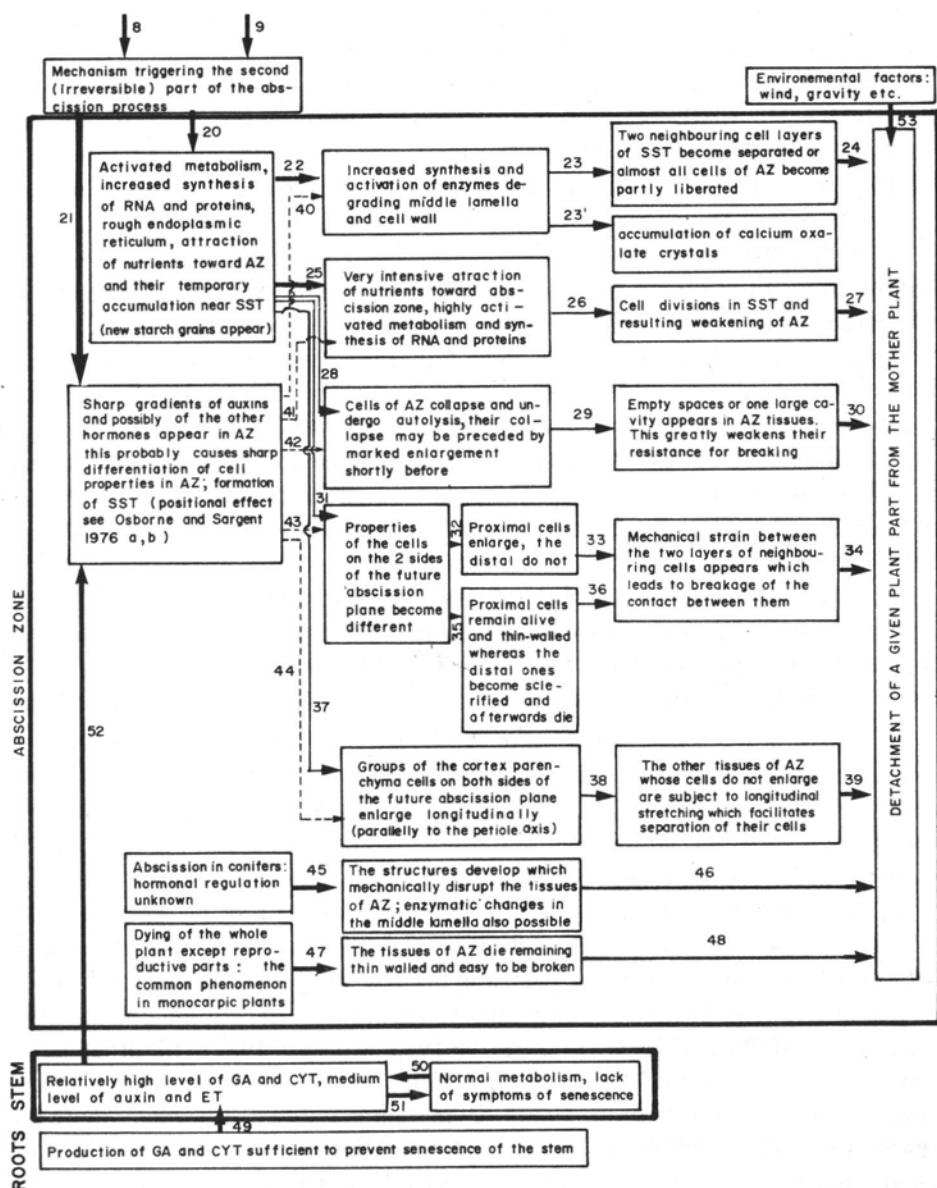 8
9
Mechanism triggering the second
(irreversible) part of the abs-
cission process
Environemental factors:
wind, gravity etc.
53
20
21
Activated metabolism,
increased synthesis
of RNA and proteins,
rough endoplasmic
reticulum, attraction
of nutrients toward AZ
and their temporary
accumulation near SST
(new starch grains appear)
22
40
Increased synthesis and
activation of enzymes de-
grading middle lamella
and cell wall
23
23'
Two neighbouring cell layers
of SST become separated or
almost all cells of AZ become
partly liberated
24
accumulation of calcium oxa-
late crystals
25
Very intensive atraction
of nutrients toward abs-
cission zone, highly acti-
vated metabolism and syn-
thesis of RNA and proteins
26
Cell divisions in SST and
resulting weakening of AZ
27
28
Sharp gradients of auxins
and possibly of the other
hormones appear in AZ
this probably causes sharp
differentiation of cell
properties in AZ; formation
of SST (positional effect
see Osborne and Sargent
1976 a,b)
41
42
43
44
Cells of AZ collapse and un-
dergo autolysis, their col-
lapse may be preceded by
marked enlargement
shortly before
29
Empty spaces or one large ca-
vity appears in AZ tissues.
This greatly weakens their
resistance for breaking
30
31
Properties
of the cells
on the 2 sides
of the future
abscission
plane become
different
32
Proximal cells
enlarge, the
distal do not
33
35
Proximal cells
remain alive
and thin-walled
whereas the
distal ones
become scle-
rified and
afterwards die
36
Mechanical strain between
the two layers of neighbou-
ring cells appears which
leads to breakage of the
contact between them
34
37
Groups of the cortex paren-
chyma cells on both sides
of the future abscission plane
enlarge longitudinally
(parallelly to the petiole axis)
38
The other tissues of AZ
whose cells do not enlarge
are subject to longitudinal
stretching which facilitates
separation of their cells
39
Abscission in conifers:
hormonal regulation
unknown
45
The structures develop which
mechanically disrupt the tissues
of AZ; enzymatic changes in
the middle lamella also possible
46
Dying of the whole
plant except repro-
ductive parts: the
common phenomenon
in monocarpic plants
47
The tissues of AZ die remaining
thin walled and easy to be broken
48
DETACHMENT OF A GIVEN PLANT PART FROM THE MOTHER PLANT
ABSCISSION ZONE
52
STEM
Relatively high level of GA and CYT, medium
level of auxin and ET
50
51
Normal metabolism, lack
of symptoms of senescence
49
ROOTS
Production of GA and CYT sufficient to prevent senescence of the stem